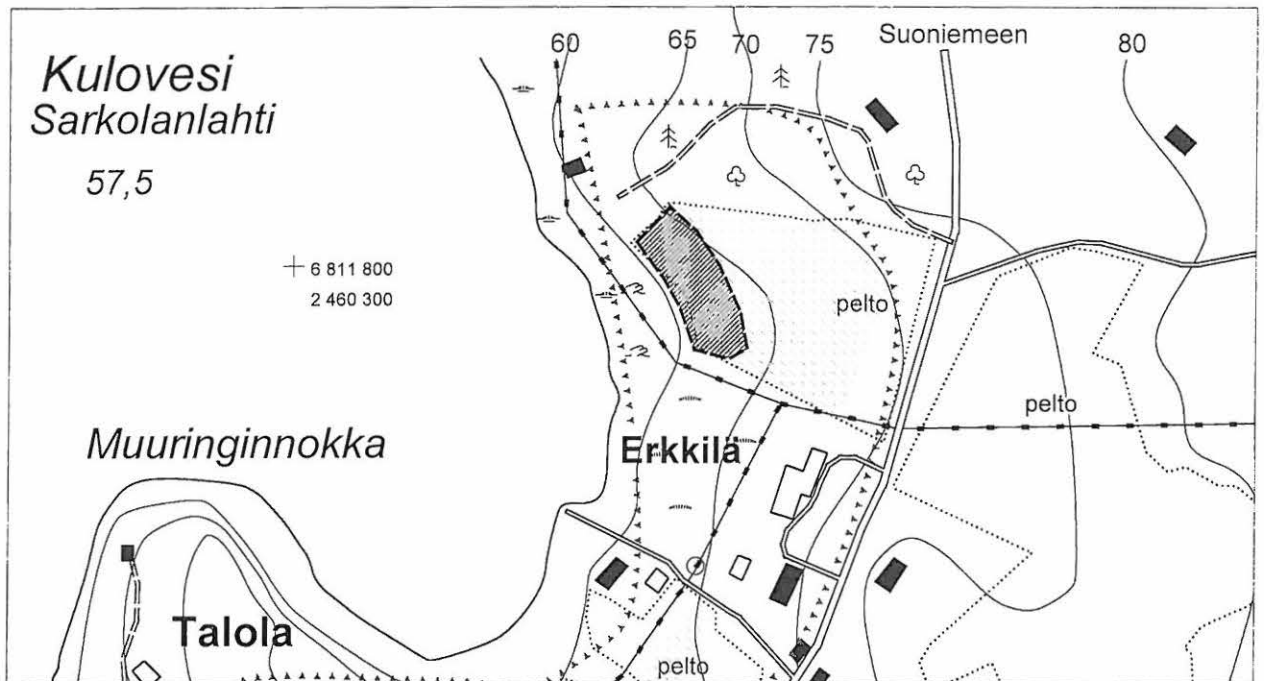 60 65 70 75 Suoniemeen 80
Kulovesi
Sarkolanlahti
57,5
6 811 800
2 460 300
pelto
pelto
Muuringinnokka
Erkkilä
Talola
pelto